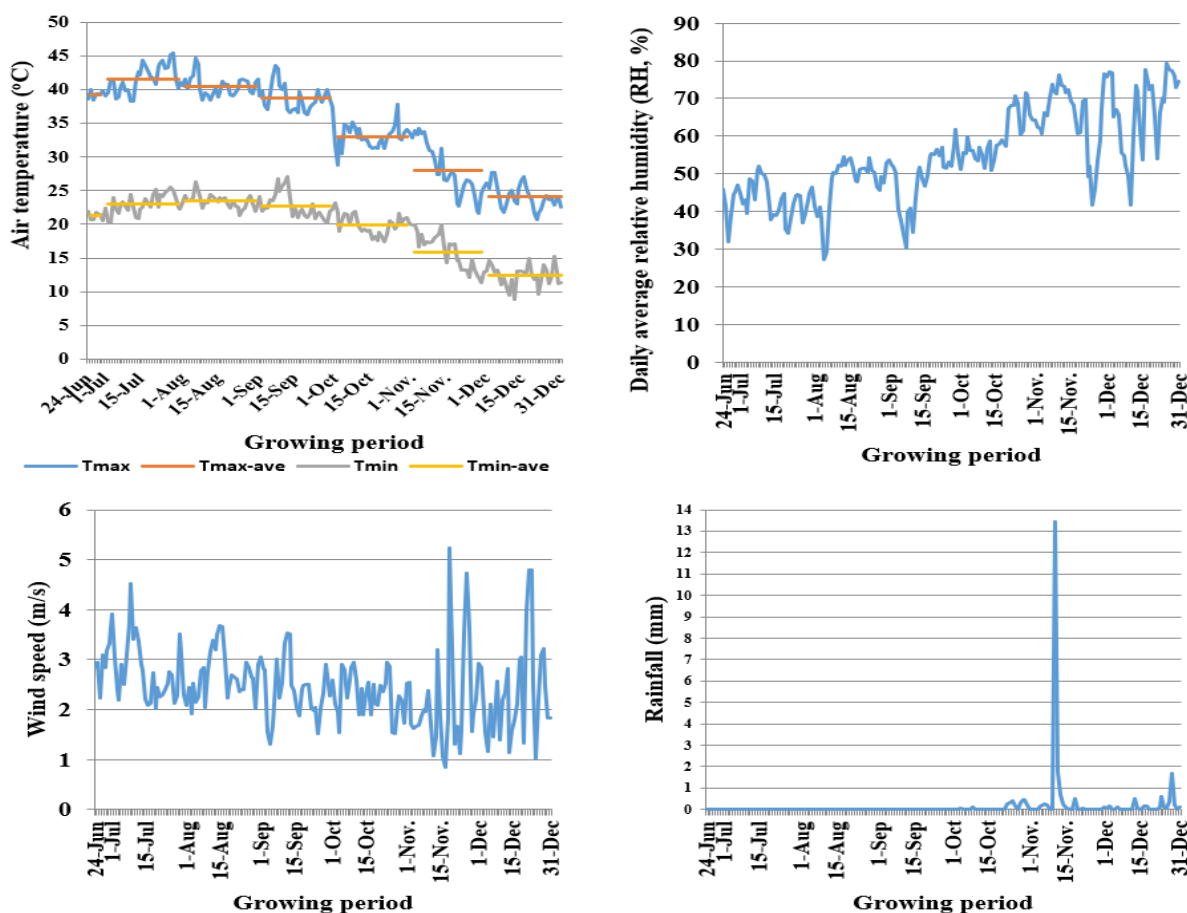 Air temperature (ºC)
50
45
40
35
30
25
20
15
10
5
0
24-Jun
1-Jul
15-Jul
1-Aug
15-Aug
1-Sep
15-Sep
1-Oct
15-Oct
1-Nov.
15-Nov.
1-Dec
15-Dec
31-Dec
Growing period
Tmax
Tmax-ave
Tmin
Tmin-ave
Daily average relative humidity (RH, %)
90
80
70
60
50
40
30
20
10
0
24-Jun
1-Jul
15-Jul
1-Aug
15-Aug
1-Sep
15-Sep
1-Oct
15-Oct
1-Nov.
15-Nov.
1-Dec
15-Dec
31-Dec
Growing period
Wind speed (m/s)
6
5
4
3
2
1
0
24-Jun
1-Jul
15-Jul
1-Aug
15-Aug
1-Sep
15-Sep
1-Oct
15-Oct
1-Nov.
15-Nov.
1-Dec
15-Dec
31-Dec
Growing period
Rainfall (mm)
14
13
12
11
10
9
8
7
6
5
4
3
2
1
0
24-Jun
1-Jul
15-Jul
1-Aug
15-Aug
1-Sep
15-Sep
1-Oct
15-Oct
1-Nov.
15-Nov.
1-Dec
15-Dec
31-Dec
Growing period